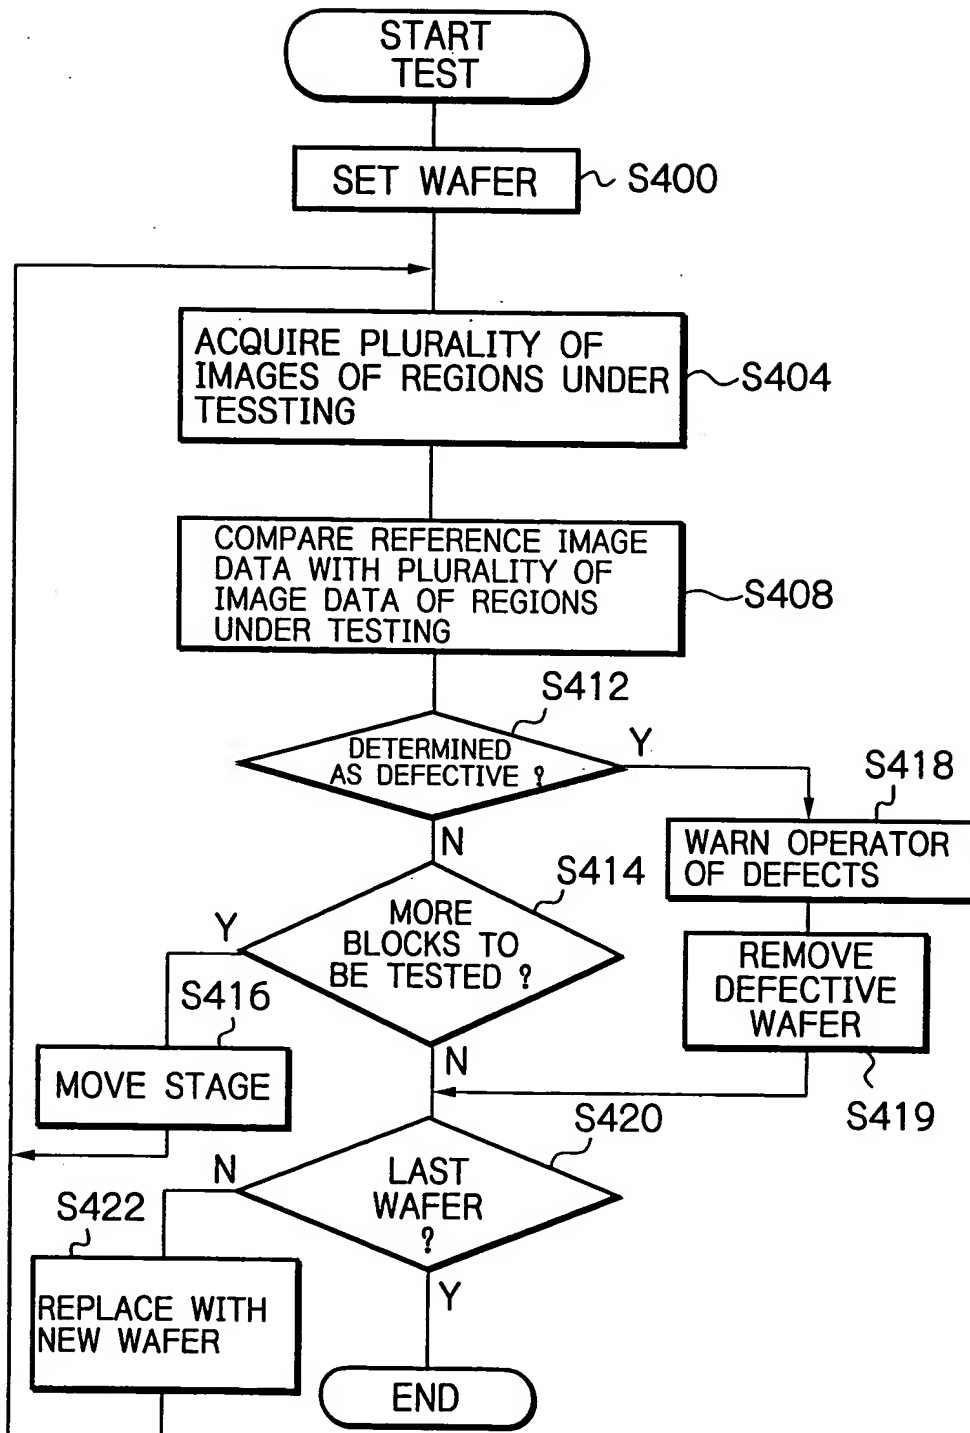 START
TEST
SET WAFER
S400
ACQUIRE PLURALITY OF
IMAGES OF REGIONS UNDER
TESSTING
S404
COMPARE REFERENCE IMAGE
DATA WITH PLURALITY OF
IMAGE DATA OF REGIONS
UNDER TESTING
S408
S412
DETERMINED
AS DEFECTIVE ?
Y
N
S418
WARN OPERATOR
OF DEFECTS
S414
MORE
BLOCKS TO
BE TESTED ?
Y
N
REMOVE
DEFECTIVE
WAFER
S419
S416
MOVE STAGE
S420
LAST
WAFER
?
N
Y
S422
REPLACE WITH
NEW WAFER
END